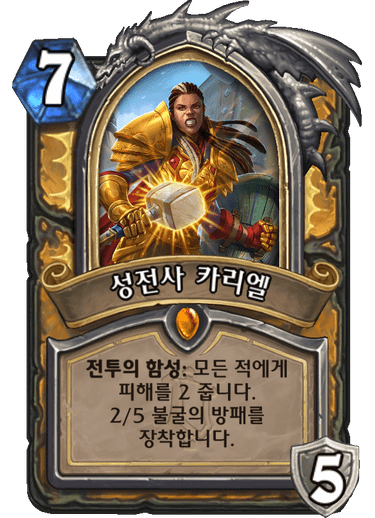 7
성전사 카리엘
전투의 함성: 모든 적에게
피해를 2 줍니다.
2/5 불굴의 방패를
장착합니다.
5